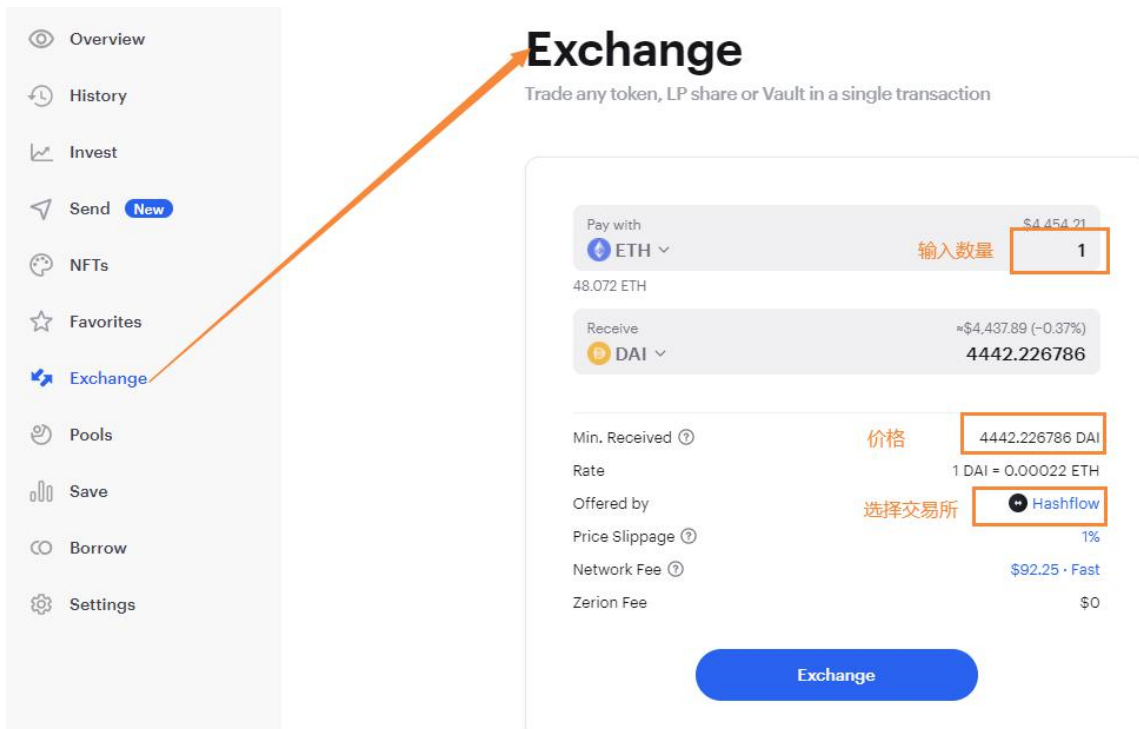 Overview
History
Invest
Send New
NFTs
Favorites
Exchange
Pools
Save
Borrow
Settings
Exchange
Trade any token, LP share or Vault in a single transaction
Pay with $4,454.21
ETH 输入数量 1
48.072 ETH
Receive ≈$4,437.89 (−0.37%)
DAI 4442.226786
Min. Received ? 价格 4442.226786 DAI
Rate 1 DAI = 0.00022 ETH
Offered by 选择交易所 Hashflow
Price Slippage ? 1%
Network Fee ? $92.25 · Fast
Zerion Fee $0
Exchange